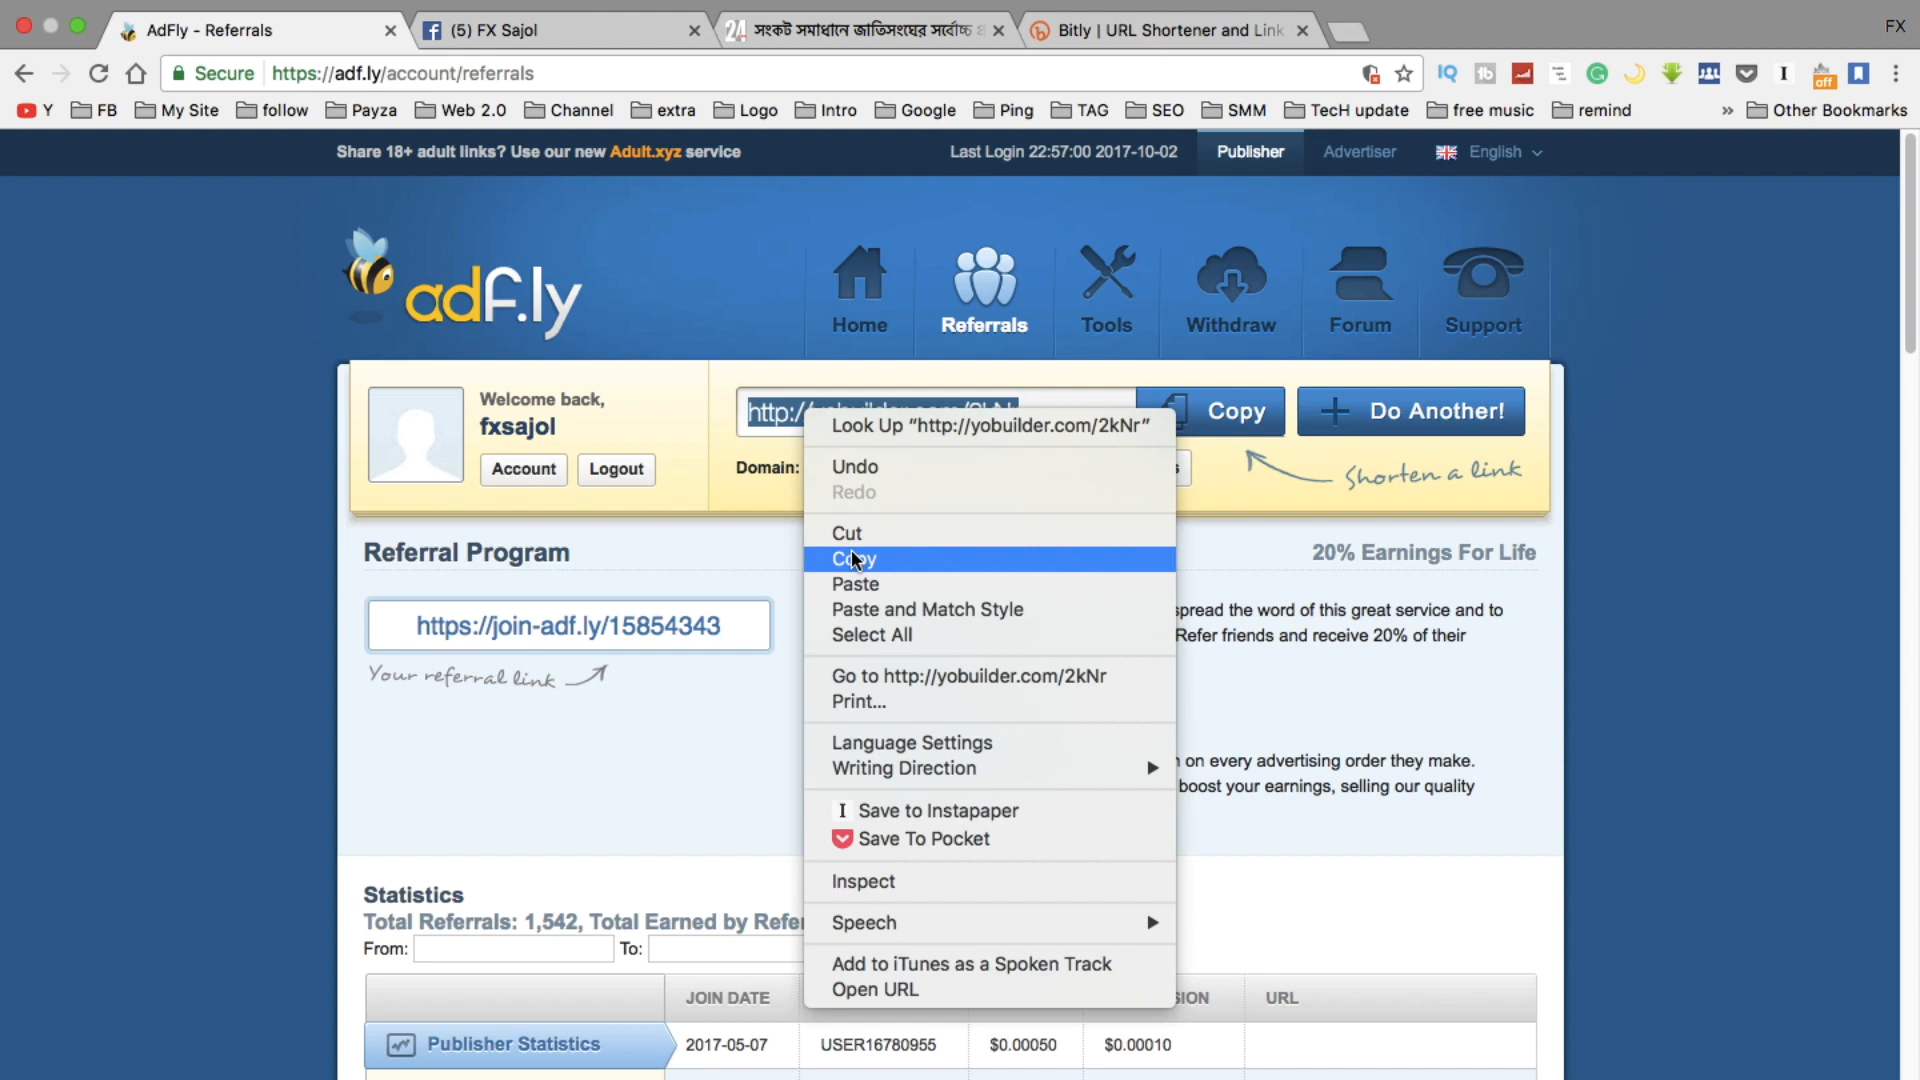 AdFly - Referrals
(5) FX Sajol
24 সংকট সমাধানে জাতিসংঘের সর্বোচ্চ
Bitly | URL Shortener and Link
FX
Secure https://adf.ly/account/referrals
IQ
tb
G
I
off
Y FB My Site follow Payza Web 2.0 Channel extra Logo Intro Google Ping TAG SEO SMM TecH update free music remind » Other Bookmarks
Share 18+ adult links? Use our new Adult.xyz service
Last Login 22:57:00 2017-10-02
Publisher
Advertiser
English
adf.ly
Home
Referrals
Tools
Withdraw
Forum
Support
Welcome back,
fxsajol
Account
Logout
http://
Copy
Do Another!
Domain:
Shorten a link
Look Up “http://yobuilder.com/2kNr”
Undo
Redo
Cut
Copy
Paste
Paste and Match Style
Select All
Go to http://yobuilder.com/2kNr
Print...
Language Settings
Writing Direction
I Save to Instapaper
Save To Pocket
Inspect
Speech
Add to iTunes as a Spoken Track
Open URL
Referral Program
20% Earnings For Life
https://join-adf.ly/15854343
Your referral link
spread the word of this great service and to
Refer friends and receive 20% of their
on every advertising order they make.
boost your earnings, selling our quality
Statistics
Total Referrals: 1,542, Total Earned by Refe
From:
To:
JOIN DATE
SION
URL
Publisher Statistics
2017-05-07
USER16780955
$0.00050
$0.00010